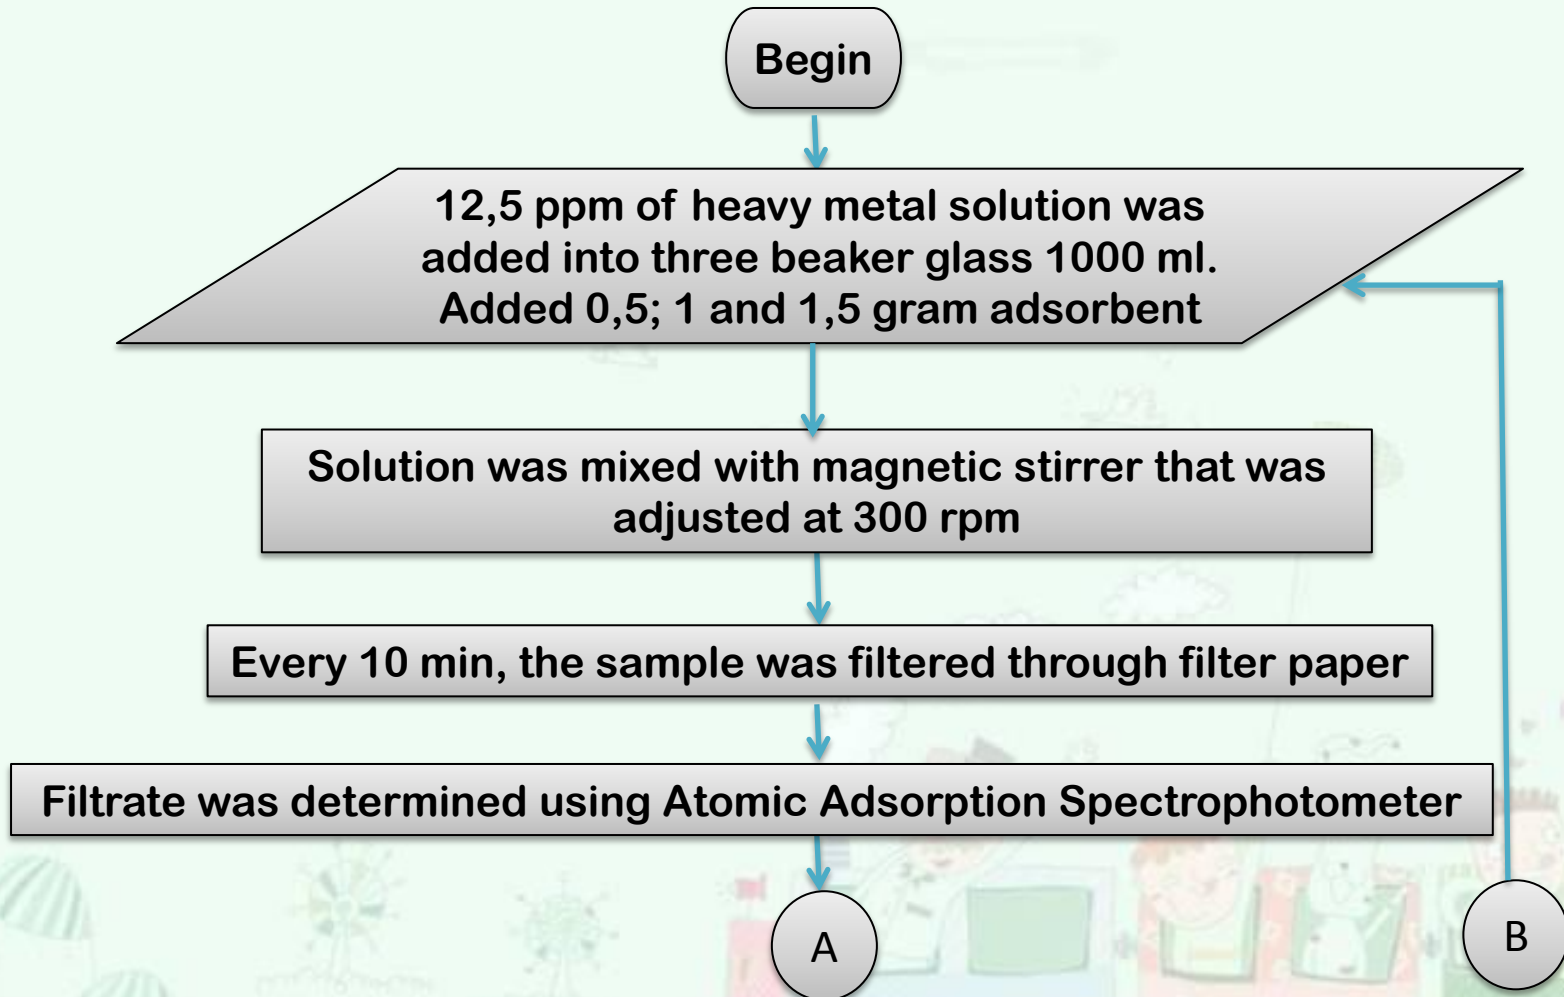 Begin
12,5 ppm of heavy metal solution was
added into three beaker glass 1000 ml.
Added 0,5; 1 and 1,5 gram adsorbent
Solution was mixed with magnetic stirrer that was
adjusted at 300 rpm
Every 10 min, the sample was filtered through filter paper
Filtrate was determined using Atomic Adsorption Spectrophotometer
A
B